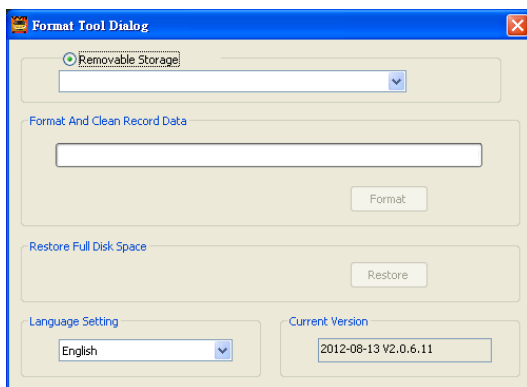 Format Tool Dialog
Removable Storage
Format And Clean Record Data
Format
Restore Full Disk Space
Restore
Language Setting
English
Current Version
2012-08-13 V2.0.6.11